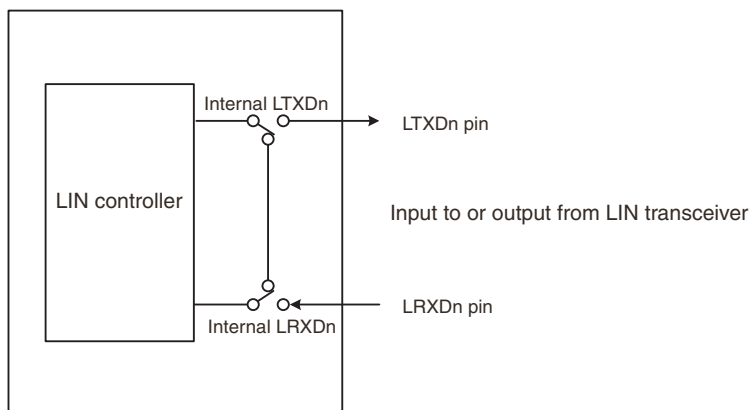 Internal LTXDn
LTXDn pin
LIN controller
Input to or output from LIN transceiver
LRXDn pin
Internal LRXDn